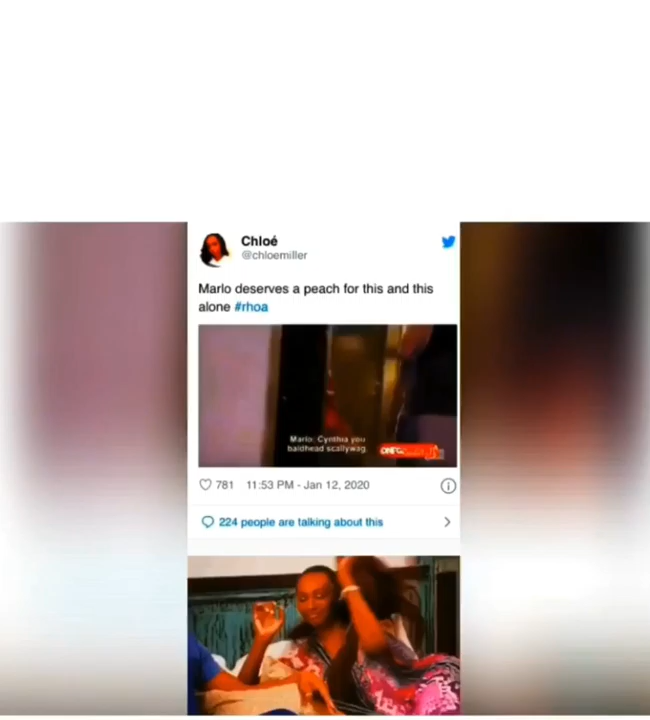 Chloé
@chloemiller
Marlo deserves a peach for this and this
alone #rhoa
Marlo: Cynthia you
baldhead scallywag.
781 11:53 PM - Jan 12, 2020
224 people are talking about this